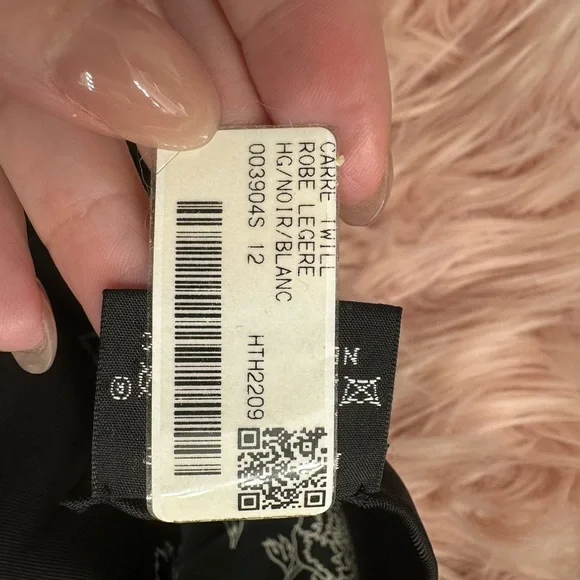 CARRE TWILL
ROBE LEGERE
HG/NOIR/BLANC
003904S 12
HTH2209